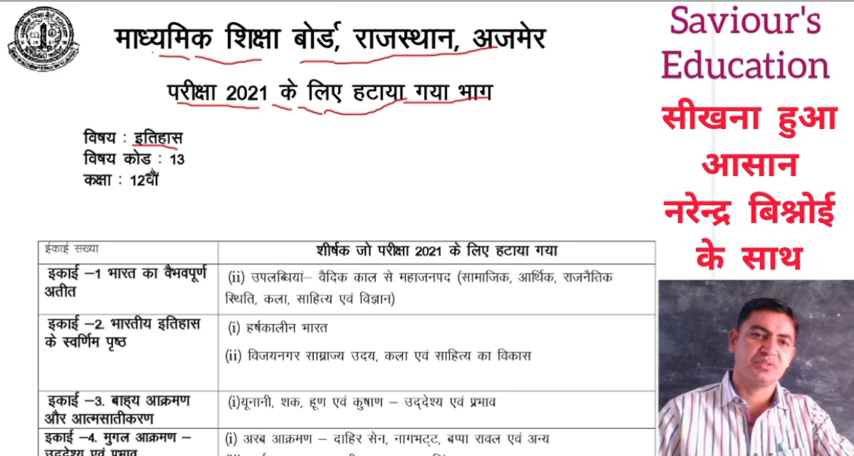 माध्यमिक शिक्षा बोर्ड, राजस्थान, अजमेर
परीक्षा 2021 के लिए हटाया गया भाग
विषय : इतिहास
विषय कोड : 13
कक्षा : 12वीं
ईकाई सख्या
शीर्षक जो परीक्षा 2021 के लिए हटाया गया
इकाई –1 भारत का वैभवपूर्ण
अतीत
(ii) उपलब्धियां– वैदिक काल से महाजनपद (सामाजिक, आर्थिक, राजनैतिक
स्थिति, कला, साहित्य एवं विज्ञान)
इकाई –2. भारतीय इतिहास
के स्वर्णिम पृष्ठ
(i) हर्षकालीन भारत
(ii) विजयनगर साम्राज्य उदय, कला एवं साहित्य का विकास
इकाई –3. बाह्य आक्रमण
और आत्मसातीकरण
(i)यूनानी, शक, हूण एवं कुषाण – उद्देश्य एवं प्रभाव
इकाई –4. मुगल आक्रमण –
उद्देश्य एवं प्रभाव
(i) अरब आक्रमण – दाहिर सेन, नागभट्ट, बप्पा रावल एवं अन्य
Saviour's
Education
सीखना हुआ
आसान
नरेन्द्र बिश्नोई
के साथ